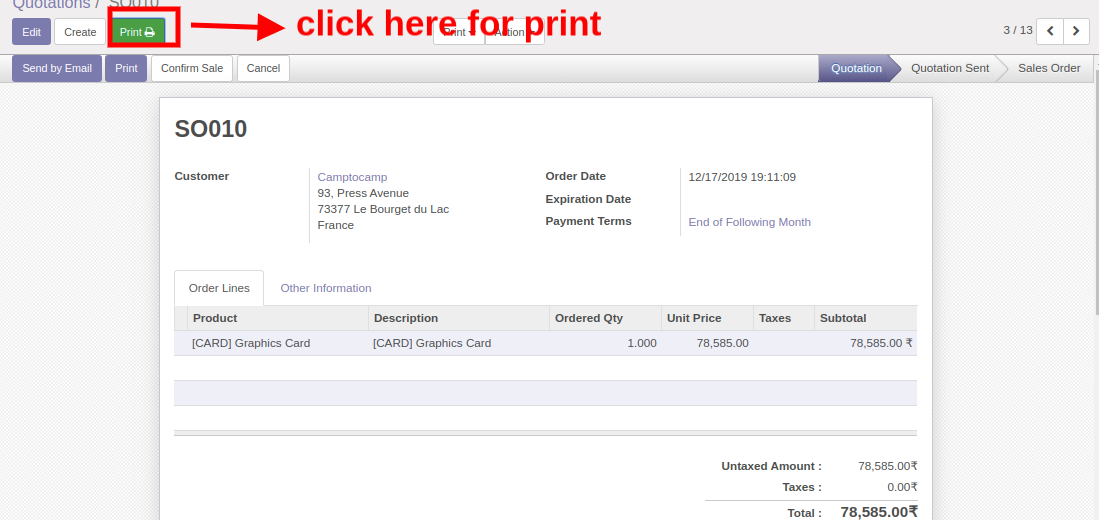 Quotations / SO010
Edit Create Print click here for print
Print Action
3 / 13
Send by Email Print Confirm Sale Cancel
Quotation Quotation Sent Sales Order
SO010
Customer
Camptocamp
93, Press Avenue
73377 Le Bourget du Lac
France
Order Date 12/17/2019 19:11:09
Expiration Date
Payment Terms End of Following Month
Order Lines Other Information
Product Description Ordered Qty Unit Price Taxes Subtotal
[CARD] Graphics Card [CARD] Graphics Card 1.000 78,585.00 78,585.00 ₹
Untaxed Amount : 78,585.00₹
Taxes : 0.00₹
Total : 78,585.00₹